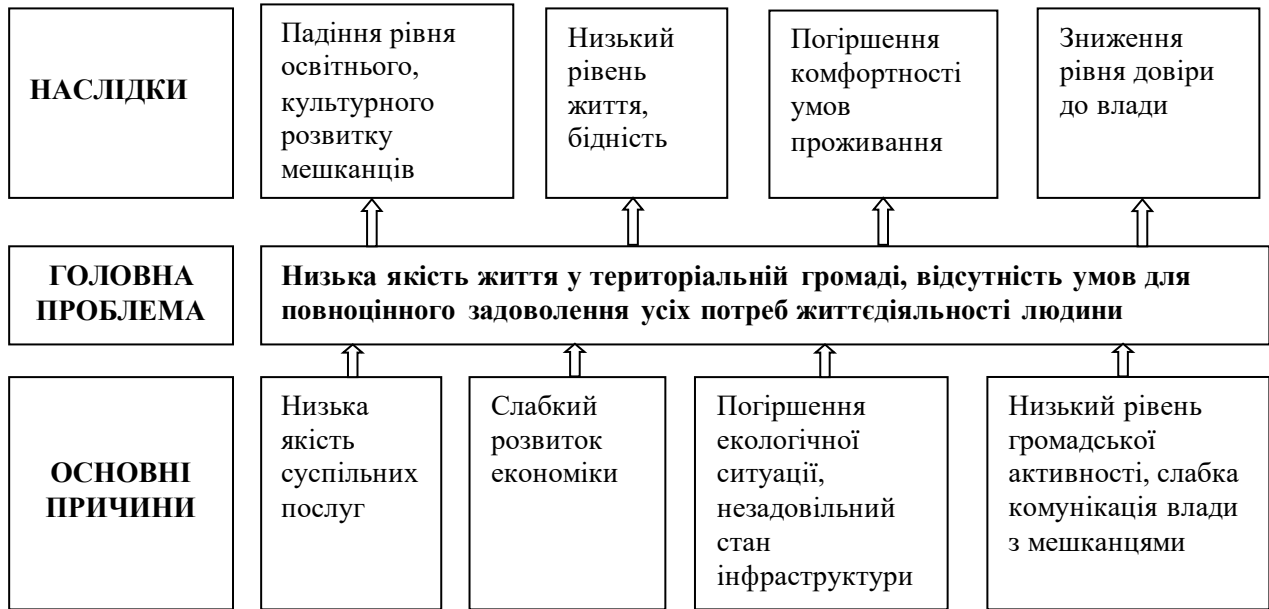 НАСЛІДКИ
Падіння рівня
освітнього,
культурного
розвитку
мешканців
Низький
рівень
життя,
бідність
Погіршення
комфортності
умов
проживання
Зниження
рівня довіри
до влади
ГОЛОВНА
ПРОБЛЕМА
Низька якість життя у територіальній громаді, відсутність умов для
повноцінного задоволення усіх потреб життєдіяльності людини
ОСНОВНІ
ПРИЧИНИ
Низька
якість
суспільних
послуг
Слабкий
розвиток
економіки
Погіршення
екологічної
ситуації,
незадовільний
стан
інфраструктури
Низький рівень
громадської
активності, слабка
комунікація влади
з мешканцями